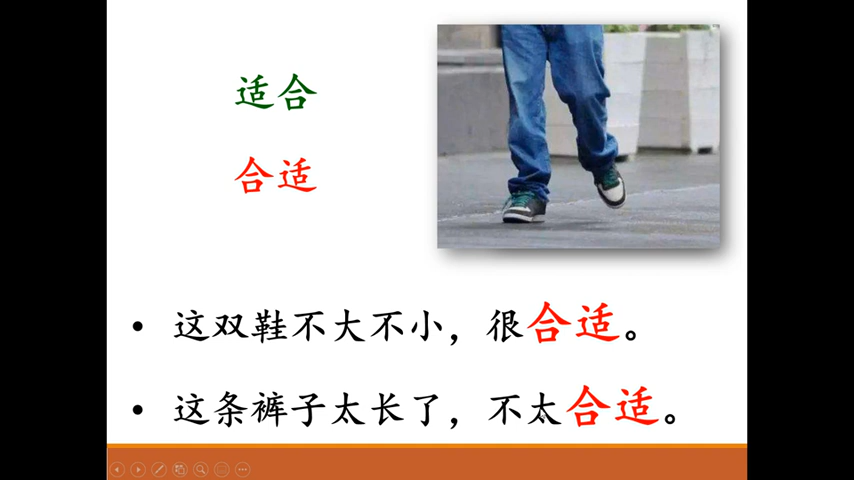 适合
合适
• 这双鞋不大不小，很合适。
• 这条裤子太长了，不太合适。